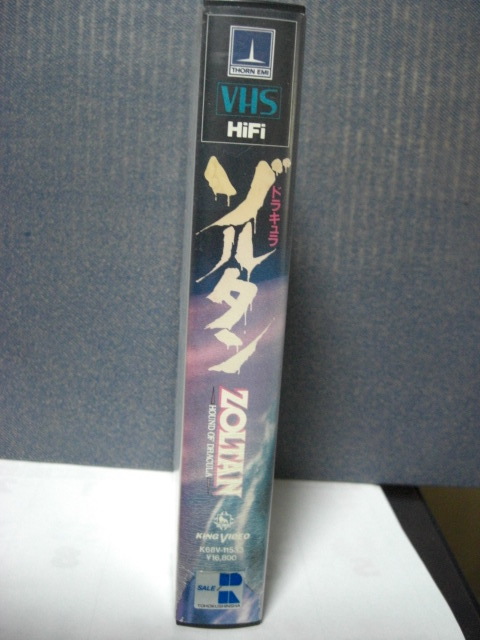 THORN EMI
VHS
HiFi
ドラキュラ
ゾルタン
ZOLTAN
HOUND OF DRACULA
KING VIDEO
¥16,800
SALE
R